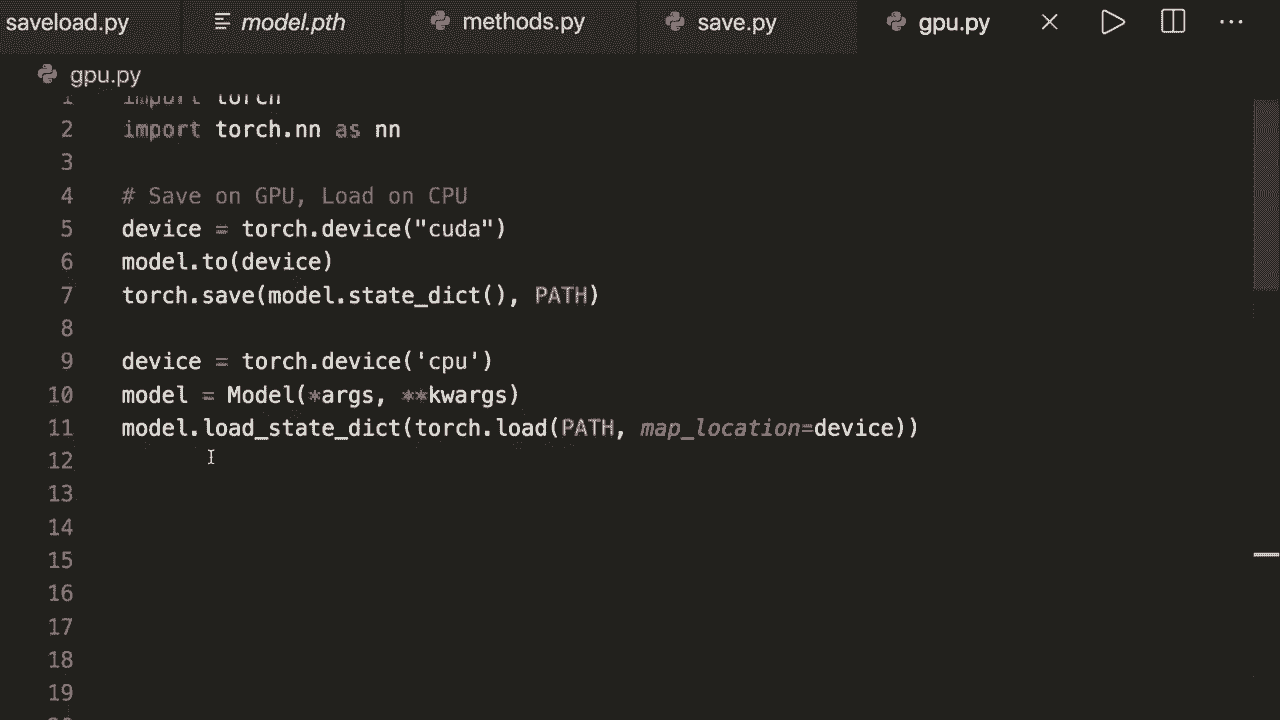 saveload.py model.pth methods.py save.py gpu.py
gpu.py
1 import torch
2 import torch.nn as nn
3
4 # Save on GPU, Load on CPU
5 device = torch.device("cuda")
6 model.to(device)
7 torch.save(model.state_dict(), PATH)
8
9 device = torch.device('cpu')
10 model = Model(*args, **kwargs)
11 model.load_state_dict(torch.load(PATH, map_location=device))
12
13
14
15
16
17
18
19